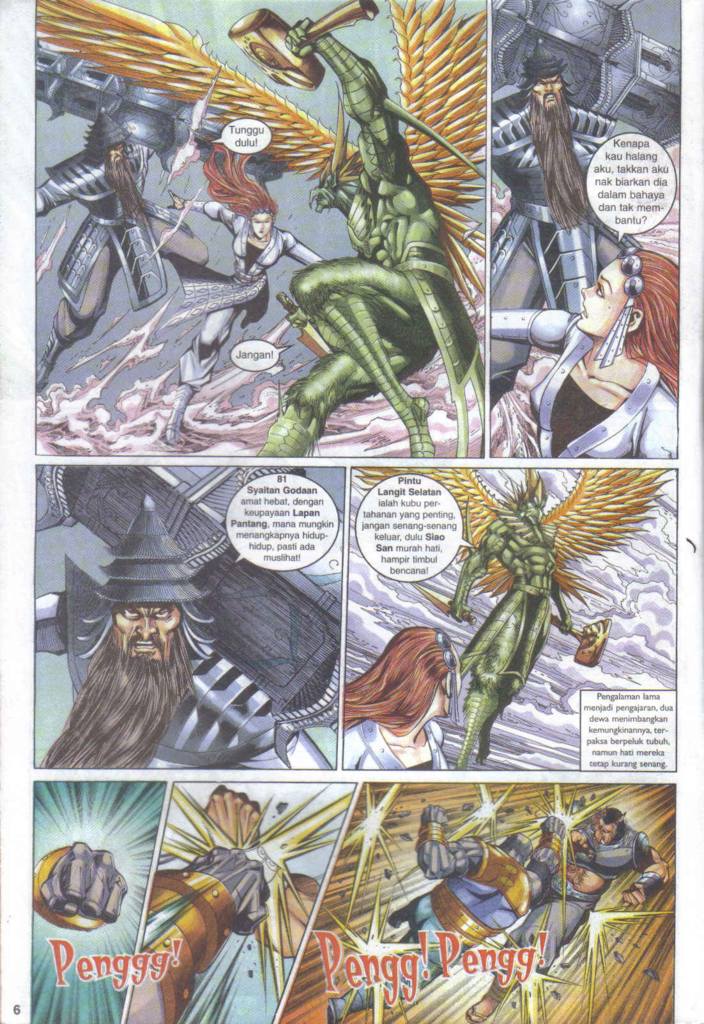 Tunggu
dulu!
Jangan!
Kenapa
kau halang
aku, takkan aku
nak biarkan dia
dalam bahaya
dan tak mem-
bantu?
81
Syaitan Godaan
amat hebat, dengan
keupayaan Lapan
Pantang, mana mungkin
menangkapnya hidup-
hidup, pasti ada
muslihat!
Pintu
Langit Selatan
ialah kubu per-
tahanan yang penting,
jangan senang-senang
keluar, dulu Siao
San murah hati,
hampir timbul
bencana!
Pengalaman lama
menjadi pengajaran, dua
dewa menimbangkan
kemungkinannya, ter-
paksa berpeluk tubuh,
namun hati mereka
tetap kurang senang.
Penggg!
Pengg! Pengg!
6